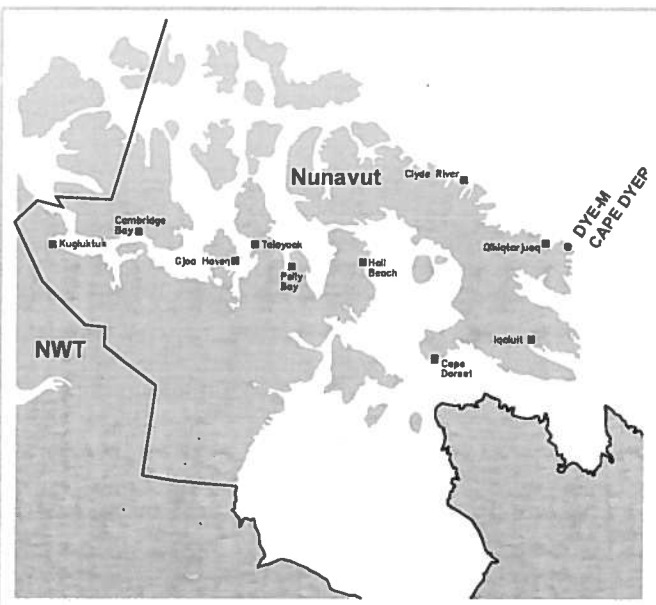 Nunavut
Clyde River
DYE-M
CAPE DYER
Cambridge
Bay
Kugluktuk
Gjoa Haven
Taloyoak
Pelly
Bay
Hall
Beach
Qikiqtarjuaq
NWT
Iqaluit
Cape
Dorset